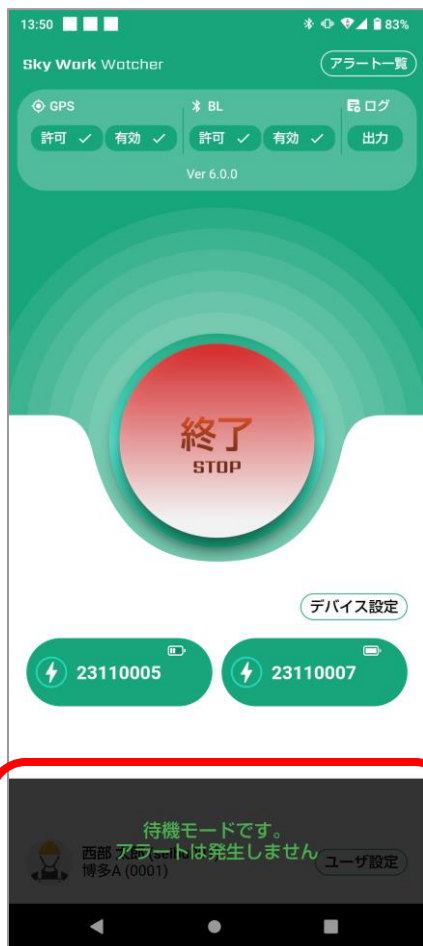 13:50
83%
Sky Work Watcher
アラート一覧
GPS
BL
ログ
許可
有効
許可
有効
出力
Ver 6.0.0
終了
STOP
デバイス設定
23110005
23110007
待機モードです。
アラートは発生しません
西部
ユーザ設定
博多A (0001)